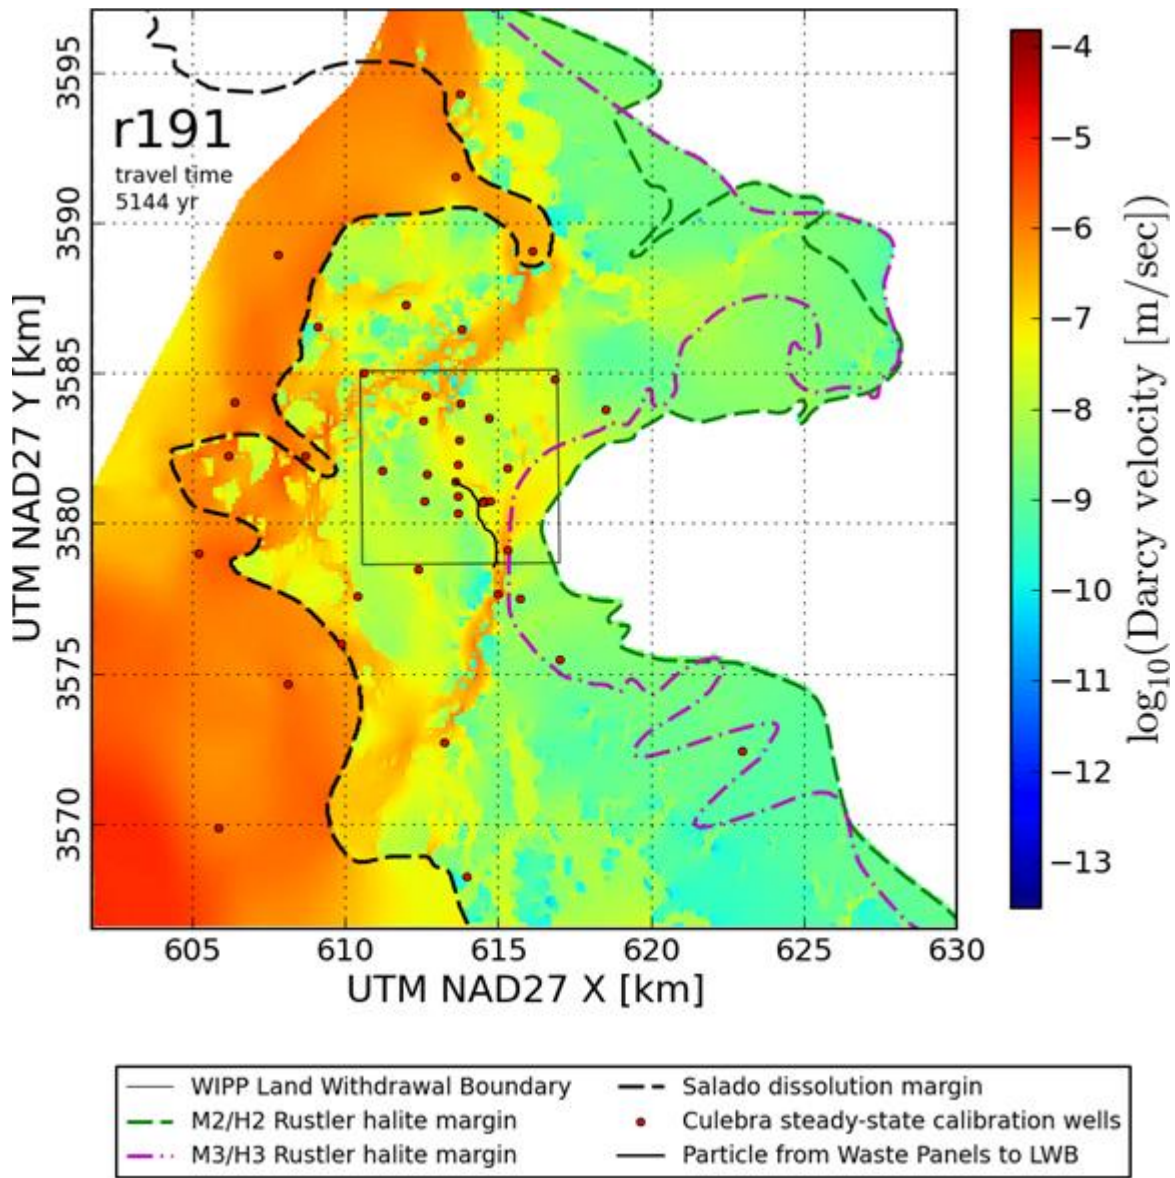 r191
travel time
5144 yr
3595
3590
3585
3580
3575
3570
UTM NAD27 Y [km]
605
610
615
620
625
630
UTM NAD27 X [km]
−4
−5
−6
−7
−8
−9
−10
−11
−12
−13
log₁₀(Darcy velocity [m/sec])
WIPP Land Withdrawal Boundary
M2/H2 Rustler halite margin
M3/H3 Rustler halite margin
Salado dissolution margin
Culebra steady-state calibration wells
Particle from Waste Panels to LWB